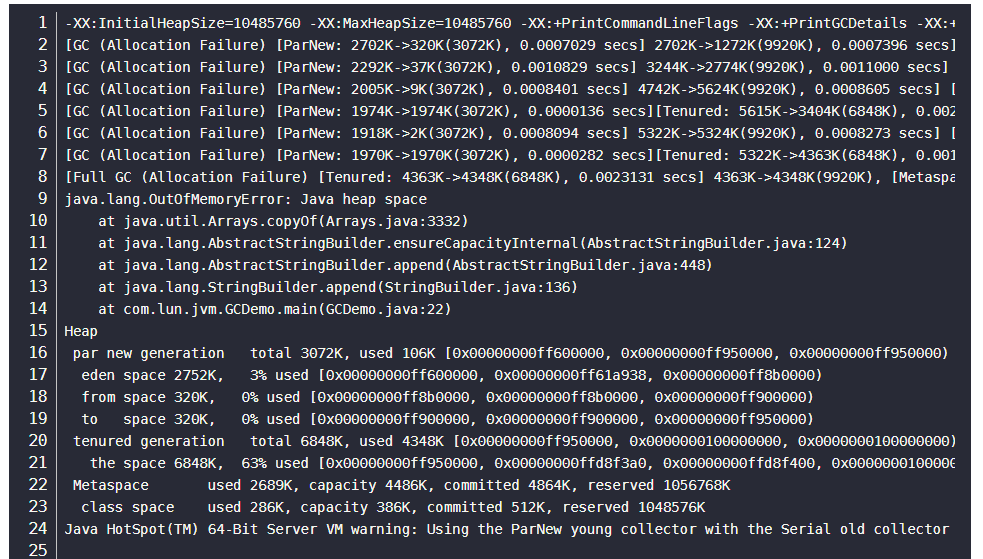 1 -XX:InitialHeapSize=10485760 -XX:MaxHeapSize=10485760 -XX:+PrintCommandLineFlags -XX:+PrintGCDetails -XX:+
2 [GC (Allocation Failure) [ParNew: 2702K->320K(3072K), 0.0007029 secs] 2702K->1272K(9920K), 0.0007396 secs]
3 [GC (Allocation Failure) [ParNew: 2292K->37K(3072K), 0.0010829 secs] 3244K->2774K(9920K), 0.0011000 secs]
4 [GC (Allocation Failure) [ParNew: 2005K->9K(3072K), 0.0008401 secs] 4742K->5624K(9920K), 0.0008605 secs] [
5 [GC (Allocation Failure) [ParNew: 1974K->1974K(3072K), 0.0000136 secs][Tenured: 5615K->3404K(6848K), 0.002
6 [GC (Allocation Failure) [ParNew: 1918K->2K(3072K), 0.0008094 secs] 5322K->5324K(9920K), 0.0008273 secs] [
7 [GC (Allocation Failure) [ParNew: 1970K->1970K(3072K), 0.0000282 secs][Tenured: 5322K->4363K(6848K), 0.001
8 [Full GC (Allocation Failure) [Tenured: 4363K->4348K(6848K), 0.0023131 secs] 4363K->4348K(9920K), [Metaspa
9 java.lang.OutOfMemoryError: Java heap space
10     at java.util.Arrays.copyOf(Arrays.java:3332)
11     at java.lang.AbstractStringBuilder.ensureCapacityInternal(AbstractStringBuilder.java:124)
12     at java.lang.AbstractStringBuilder.append(AbstractStringBuilder.java:448)
13     at java.lang.StringBuilder.append(StringBuilder.java:136)
14     at com.lun.jvm.GCDemo.main(GCDemo.java:22)
15 Heap
16  par new generation   total 3072K, used 106K [0x00000000ff600000, 0x00000000ff950000, 0x00000000ff950000)
17   eden space 2752K,   3% used [0x00000000ff600000, 0x00000000ff61a938, 0x00000000ff8b0000)
18   from space 320K,   0% used [0x00000000ff8b0000, 0x00000000ff8b0000, 0x00000000ff900000)
19   to   space 320K,   0% used [0x00000000ff900000, 0x00000000ff900000, 0x00000000ff950000)
20  tenured generation   total 6848K, used 4348K [0x00000000ff950000, 0x0000000100000000, 0x0000000100000000)
21    the space 6848K,  63% used [0x00000000ff950000, 0x00000000ffd8f3a0, 0x00000000ffd8f400, 0x0000000100000
22  Metaspace       used 2689K, capacity 4486K, committed 4864K, reserved 1056768K
23   class space    used 286K, capacity 386K, committed 512K, reserved 1048576K
24 Java HotSpot(TM) 64-Bit Server VM warning: Using the ParNew young collector with the Serial old collector
25